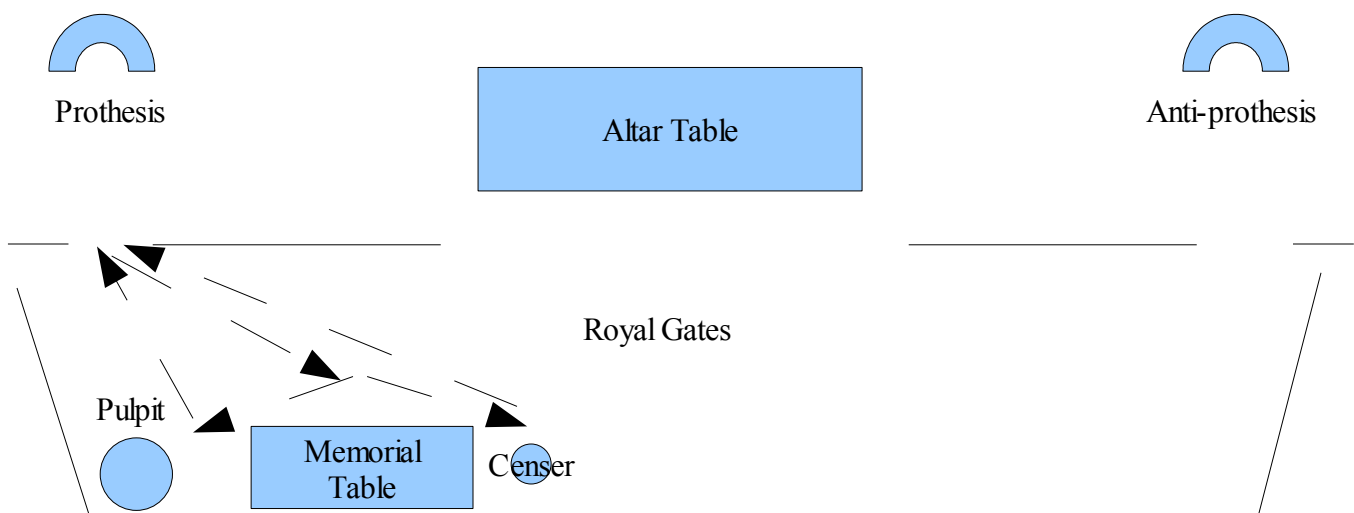 Prothesis
Anti-prothesis
Altar Table
Royal Gates
Pulpit
Memorial
Table
Censer